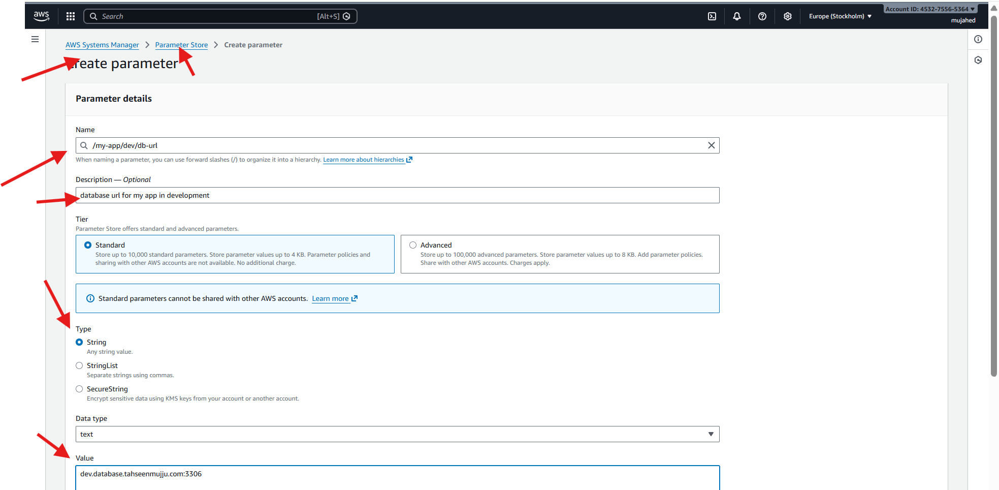 aws
Search
[Alt+S]
Europe (Stockholm)
Account ID: 4532-7556-5364
mujahed
AWS Systems Manager
Parameter Store
Create parameter
Create parameter
Parameter details
Name
/my-app/dev/db-url
When naming a parameter, you can use forward slashes (/) to organize it into a hierarchy. Learn more about hierarchies
Description — Optional
database url for my app in development
Tier
Parameter Store offers standard and advanced parameters.
Standard
Store up to 10,000 standard parameters. Store parameter values up to 4 KB. Parameter policies and
sharing with other AWS accounts are not available. No additional charge.
Advanced
Store up to 100,000 advanced parameters. Store parameter values up to 8 KB. Add parameter policies.
Share with other AWS accounts. Charges apply.
Standard parameters cannot be shared with other AWS accounts. Learn more
Type
String
Any string value.
StringList
Separate strings using commas.
SecureString
Encrypt sensitive data using KMS keys from your account or another account.
Data type
text
Value
dev.database.tahseenmujju.com:3306